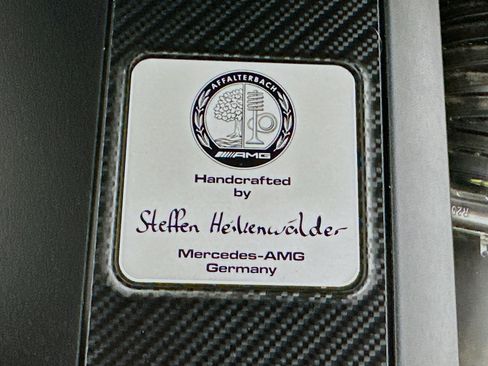 AFFALTERBACH
AMG
Handcrafted
by
Steffen Heikenwälder
Mercedes-AMG
Germany